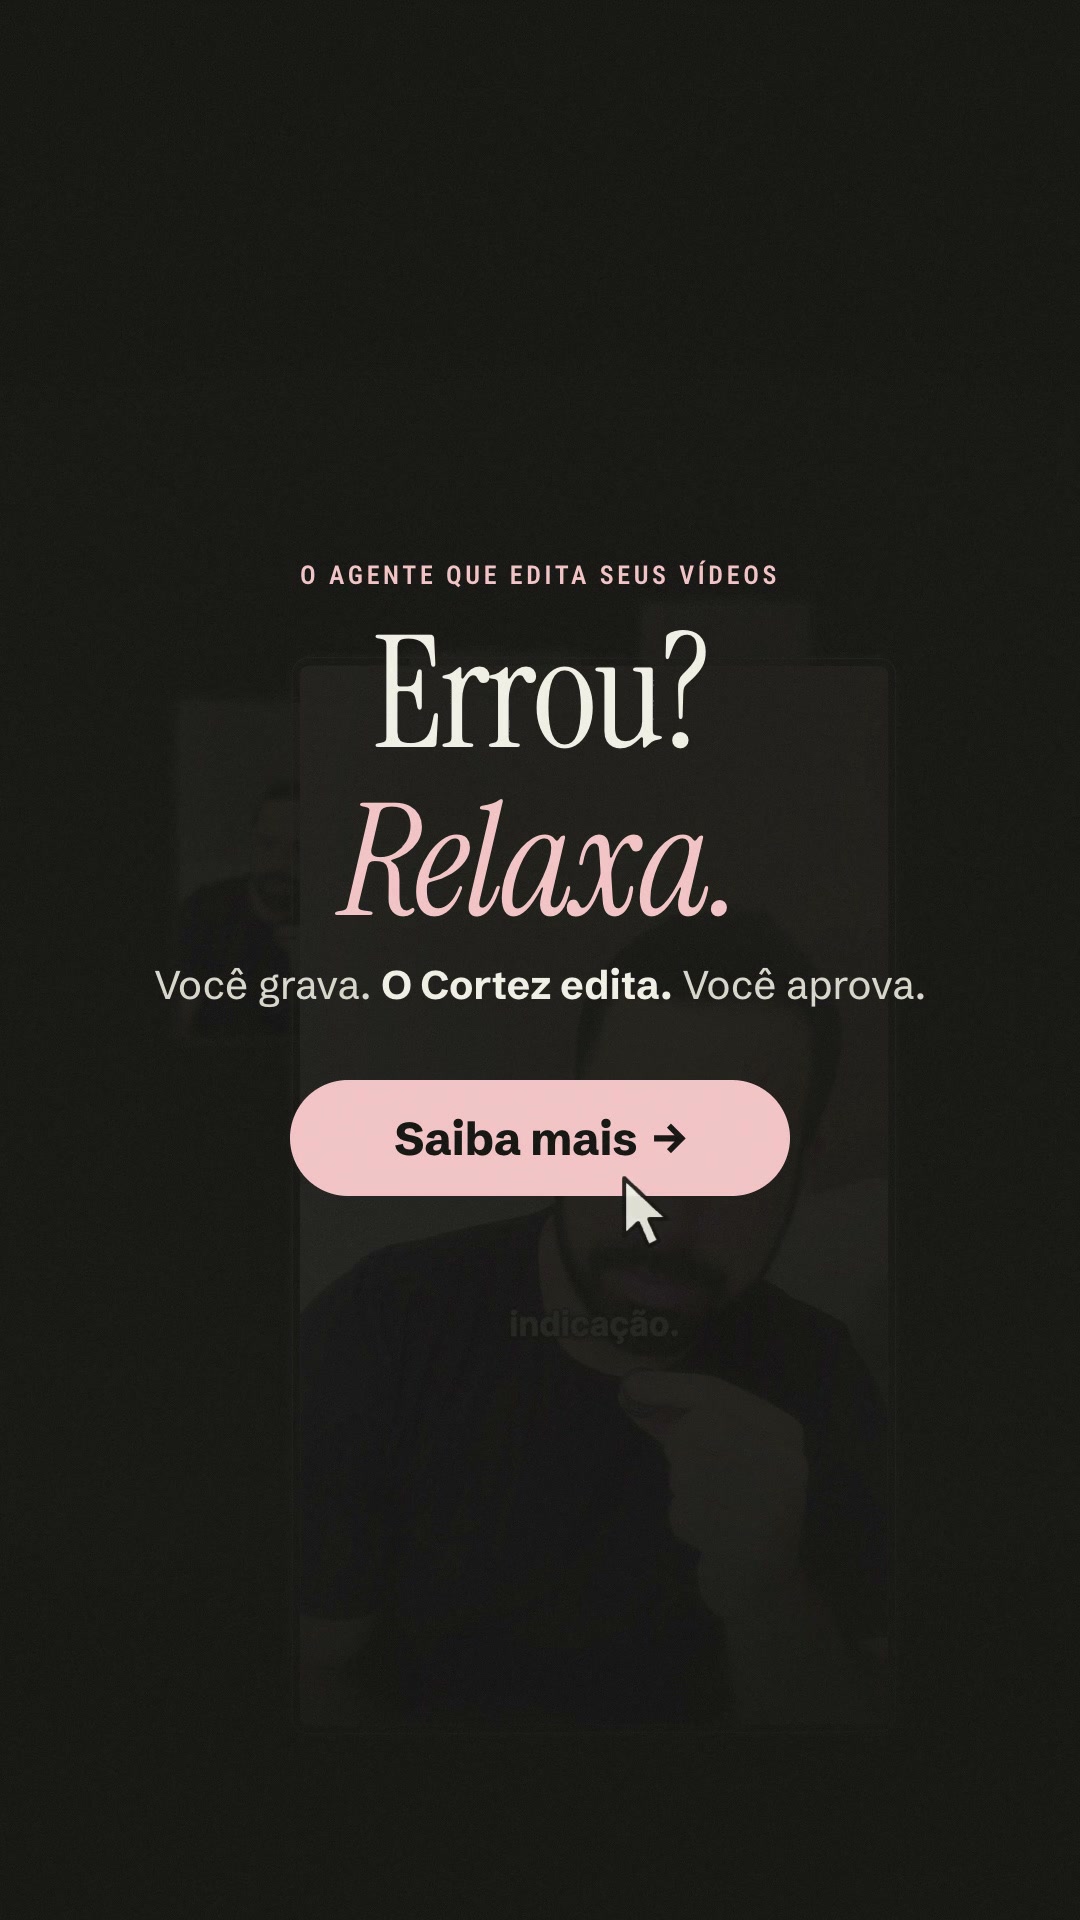 O AGENTE QUE EDITA SEUS VÍDEOS
Errou?
Relaxa.
Você grava. O Cortez edita. Você aprova.
Saiba mais →
indicação.